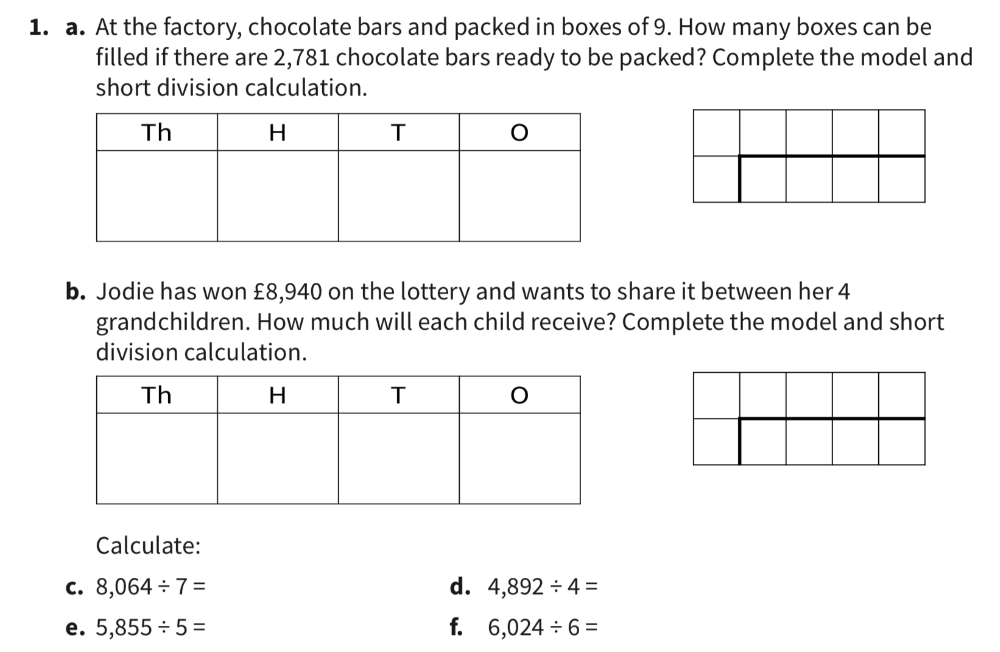 1. a. At the factory, chocolate bars and packed in boxes of 9. How many boxes can be
filled if there are 2,781 chocolate bars ready to be packed? Complete the model and
short division calculation.
Th H T O
b. Jodie has won £8,940 on the lottery and wants to share it between her 4
grandchildren. How much will each child receive? Complete the model and short
division calculation.
Th H T O
Calculate:
c. 8,064 ÷ 7 = d. 4,892 ÷ 4 =
e. 5,855 ÷ 5 = f. 6,024 ÷ 6 =